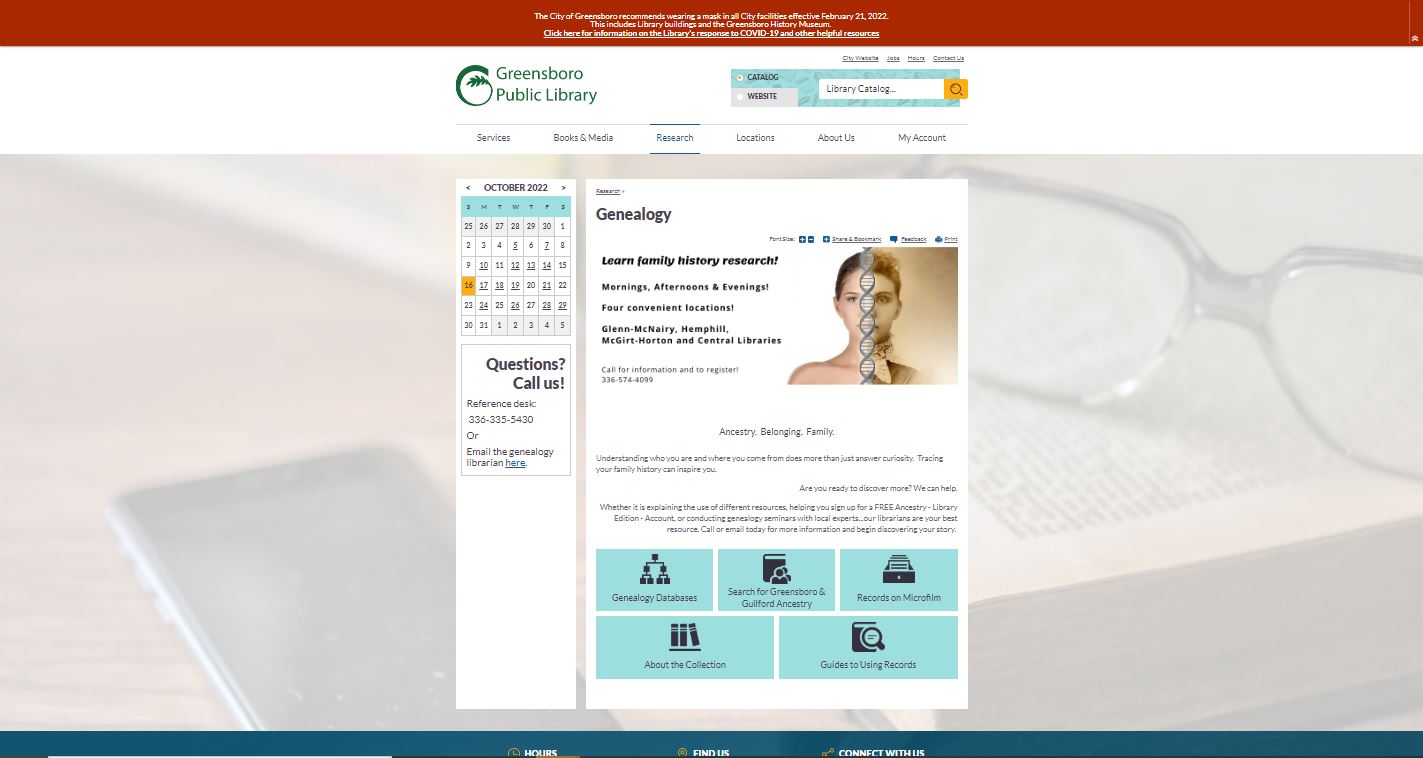 The City of Greensboro recommends wearing a mask in all City facilities effective February 21, 2022.
This includes Library buildings and the Greensboro History Museum.
Click here for information on the Library's response to COVID-19 and other helpful resources
City Website Jobs Hours Contact Us
Greensboro
Public Library
CATALOG
WEBSITE
Library Catalog...
Services Books & Media Research Locations About Us My Account
< OCTOBER 2022 >
S M T W T F S
25 26 27 28 29 30 1
2 3 4 5 6 7 8
9 10 11 12 13 14 15
16 17 18 19 20 21 22
23 24 25 26 27 28 29
30 31 1 2 3 4 5
Questions?
Call us!
Reference desk:
336-335-5430
Or
Email the genealogy
librarian here.
Research ›
Genealogy
Font Size: + - Share & Bookmark Feedback Print
Learn family history research!
Mornings, Afternoons & Evenings!
Four convenient locations!
Glenn-McNairy, Hemphill,
McGirt-Horton and Central Libraries
Call for information and to register!
336-574-4099
Ancestry. Belonging. Family.
Understanding who you are and where you come from does more than just answer curiosity. Tracing
your family history can inspire you.
Are you ready to discover more? We can help.
Whether it is explaining the use of different resources, helping you sign up for a FREE Ancestry - Library
Edition - Account, or conducting genealogy seminars with local experts...our librarians are your best
resource. Call or email today for more information and begin discovering your story.
Genealogy Databases
Search for Greensboro &
Guilford Ancestry
Records on Microfilm
About the Collection
Guides to Using Records
HOURS FIND US CONNECT WITH US